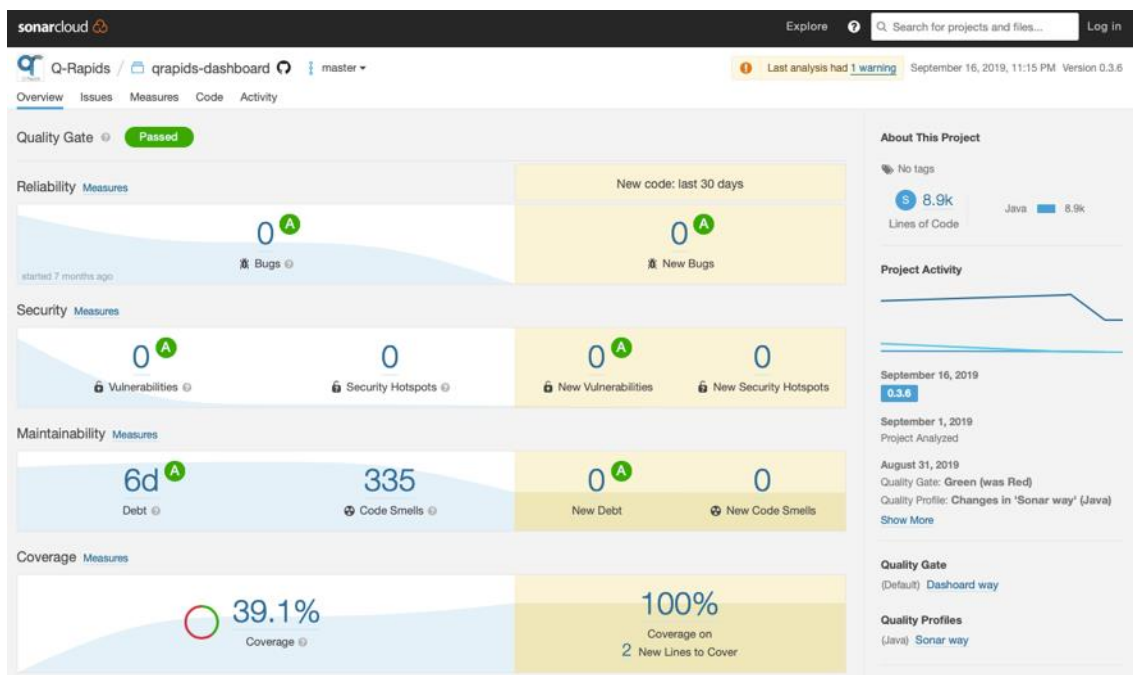 sonarcloud
Explore ? Search for projects and files... Log in
Q-Rapids / qrapids-dashboard master
Last analysis had 1 warning September 16, 2019, 11:15 PM Version 0.3.6
Overview Issues Measures Code Activity
Quality Gate Passed
Reliability Measures
New code: last 30 days
0 A
Bugs
started 7 months ago
0 A
New Bugs
Security Measures
0 A
Vulnerabilities
0
Security Hotspots
0 A
New Vulnerabilities
0
New Security Hotspots
Maintainability Measures
6d A
Debt
335
Code Smells
0 A
New Debt
0
New Code Smells
Coverage Measures
39.1%
Coverage
100%
Coverage on
2 New Lines to Cover
About This Project
No tags
S 8.9k
Lines of Code
Java 8.9k
Project Activity
September 16, 2019
0.3.6
September 1, 2019
Project Analyzed
August 31, 2019
Quality Gate: Green (was Red)
Quality Profile: Changes in 'Sonar way' (Java)
Show More
Quality Gate
(Default) Dashoard way
Quality Profiles
(Java) Sonar way